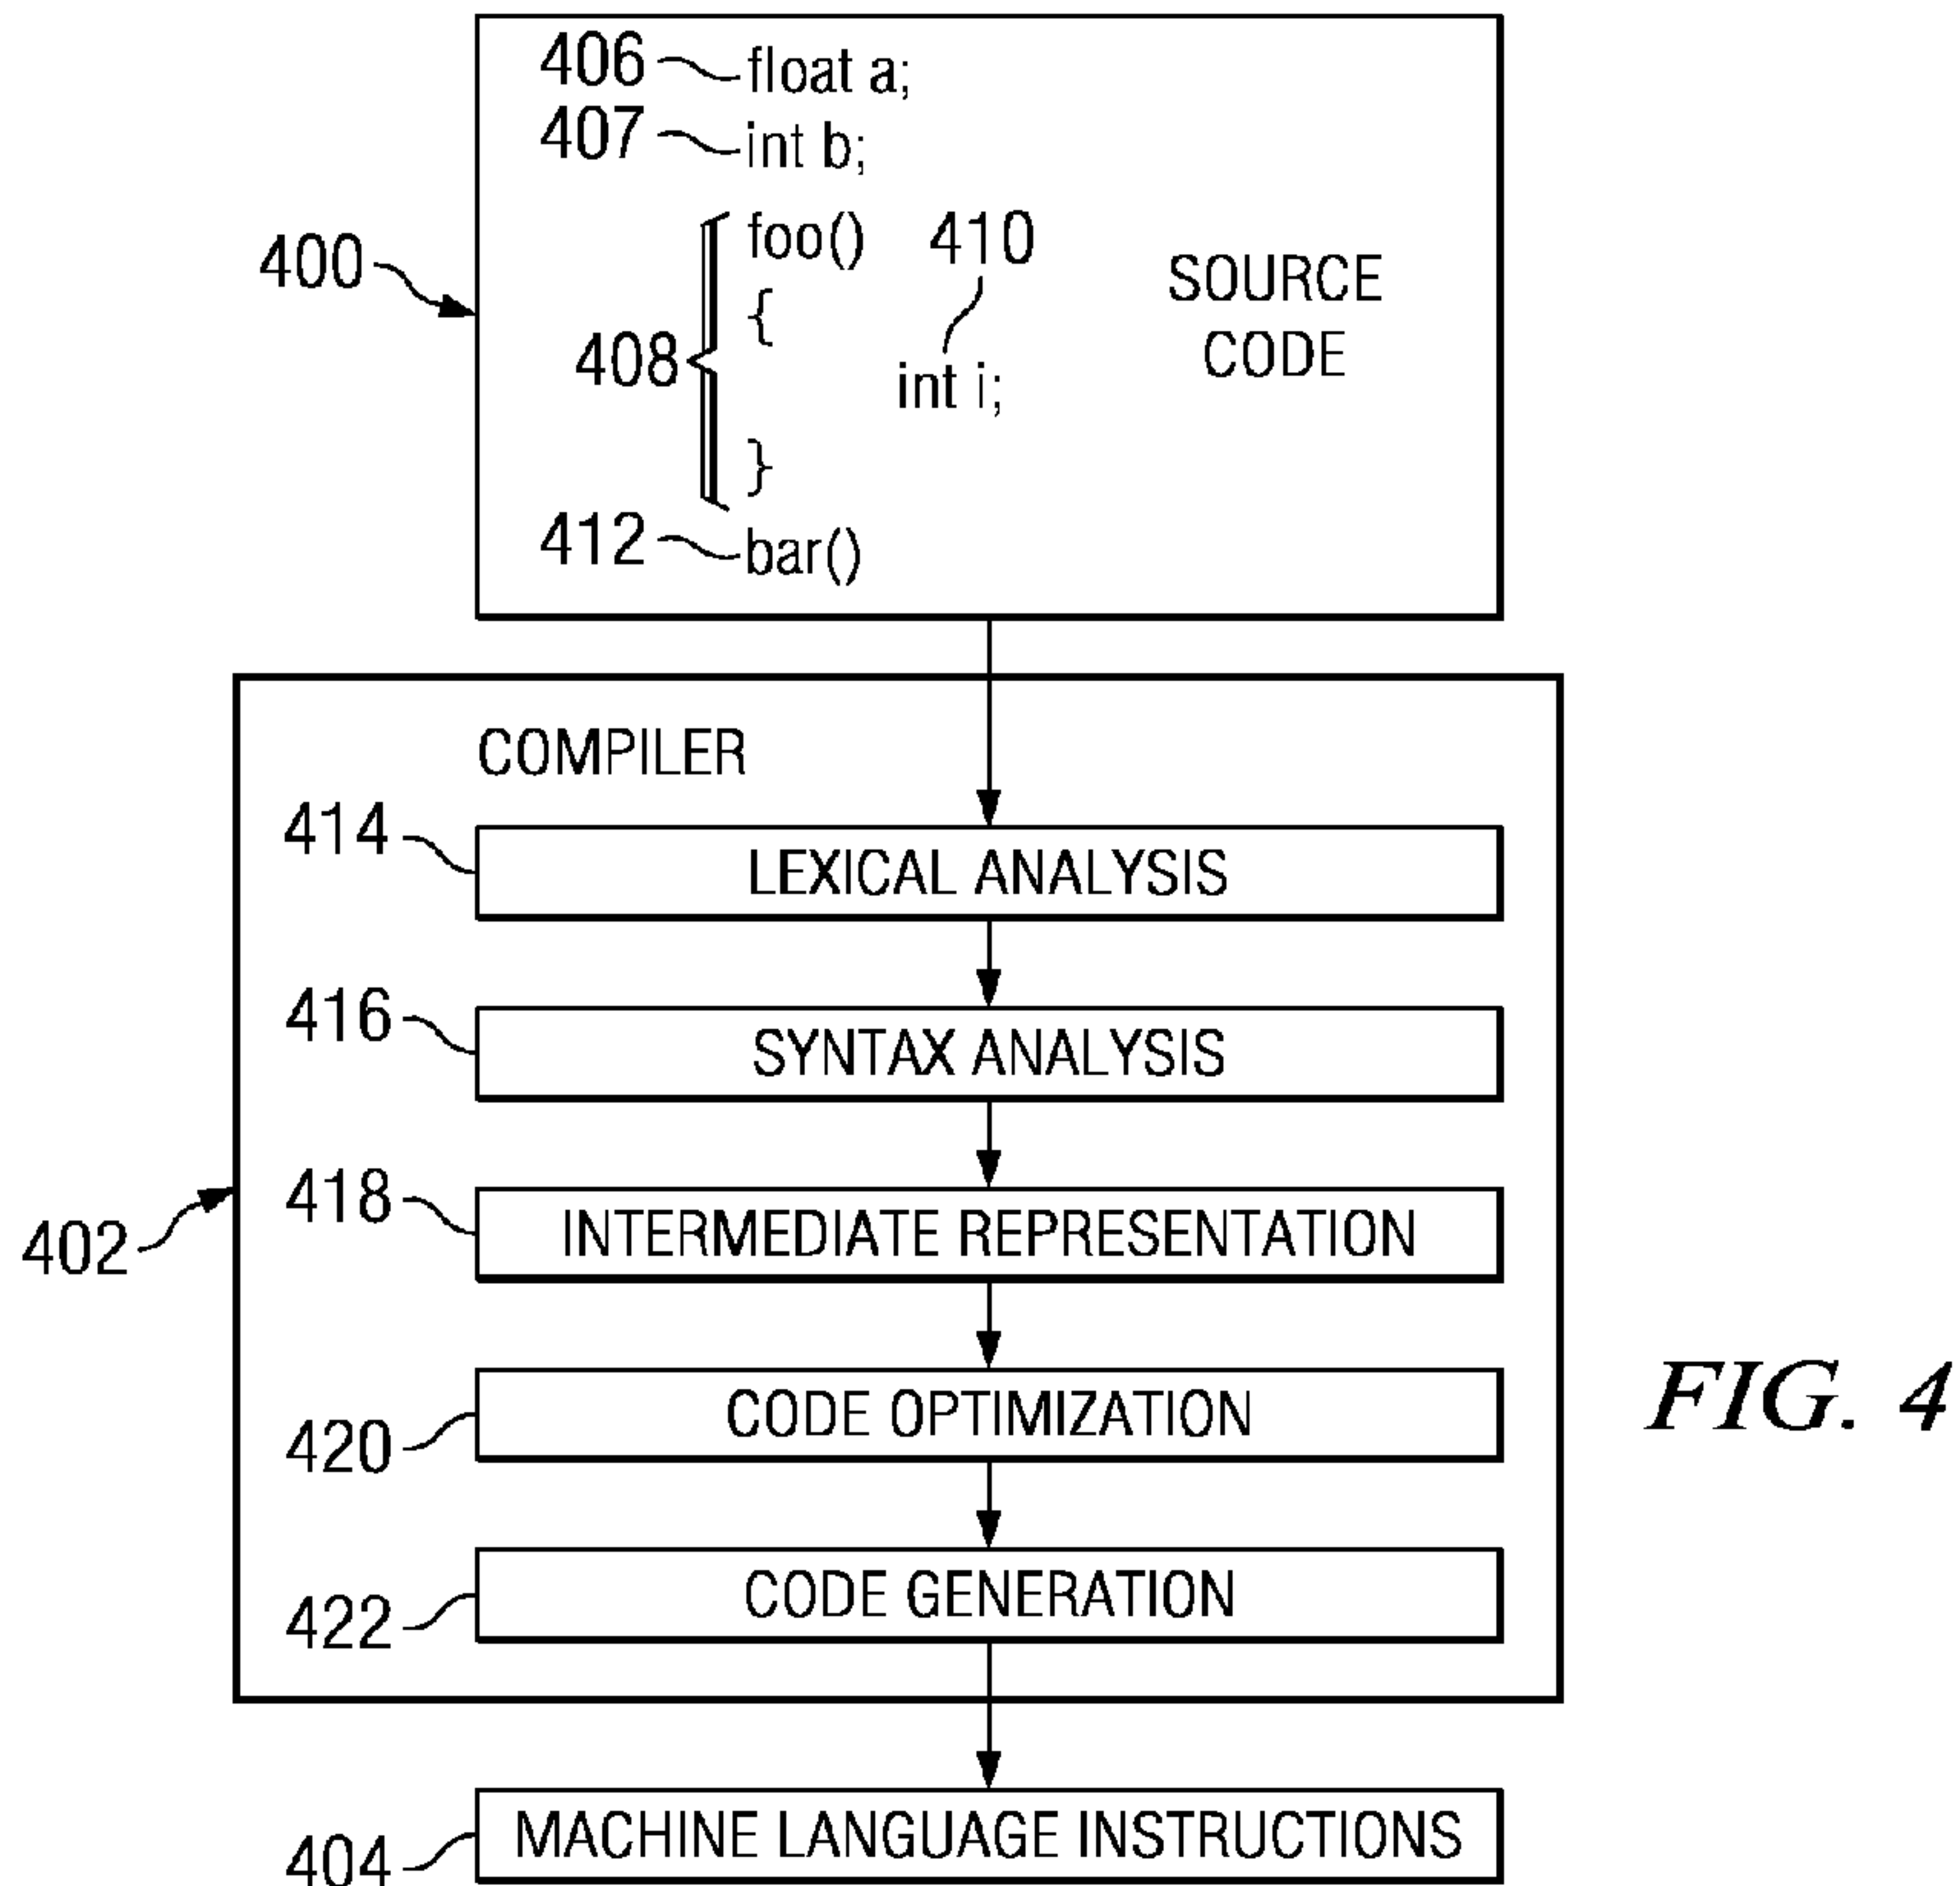 406 float a;
407 int b;
foo() 410
400 SOURCE
{
408 CODE
int i;
}
412 bar()
COMPILER
414 LEXICAL ANALYSIS
416 SYNTAX ANALYSIS
418 INTERMEDIATE REPRESENTATION
402
420 CODE OPTIMIZATION
FIG. 4
422 CODE GENERATION
404 MACHINE LANGUAGE INSTRUCTIONS